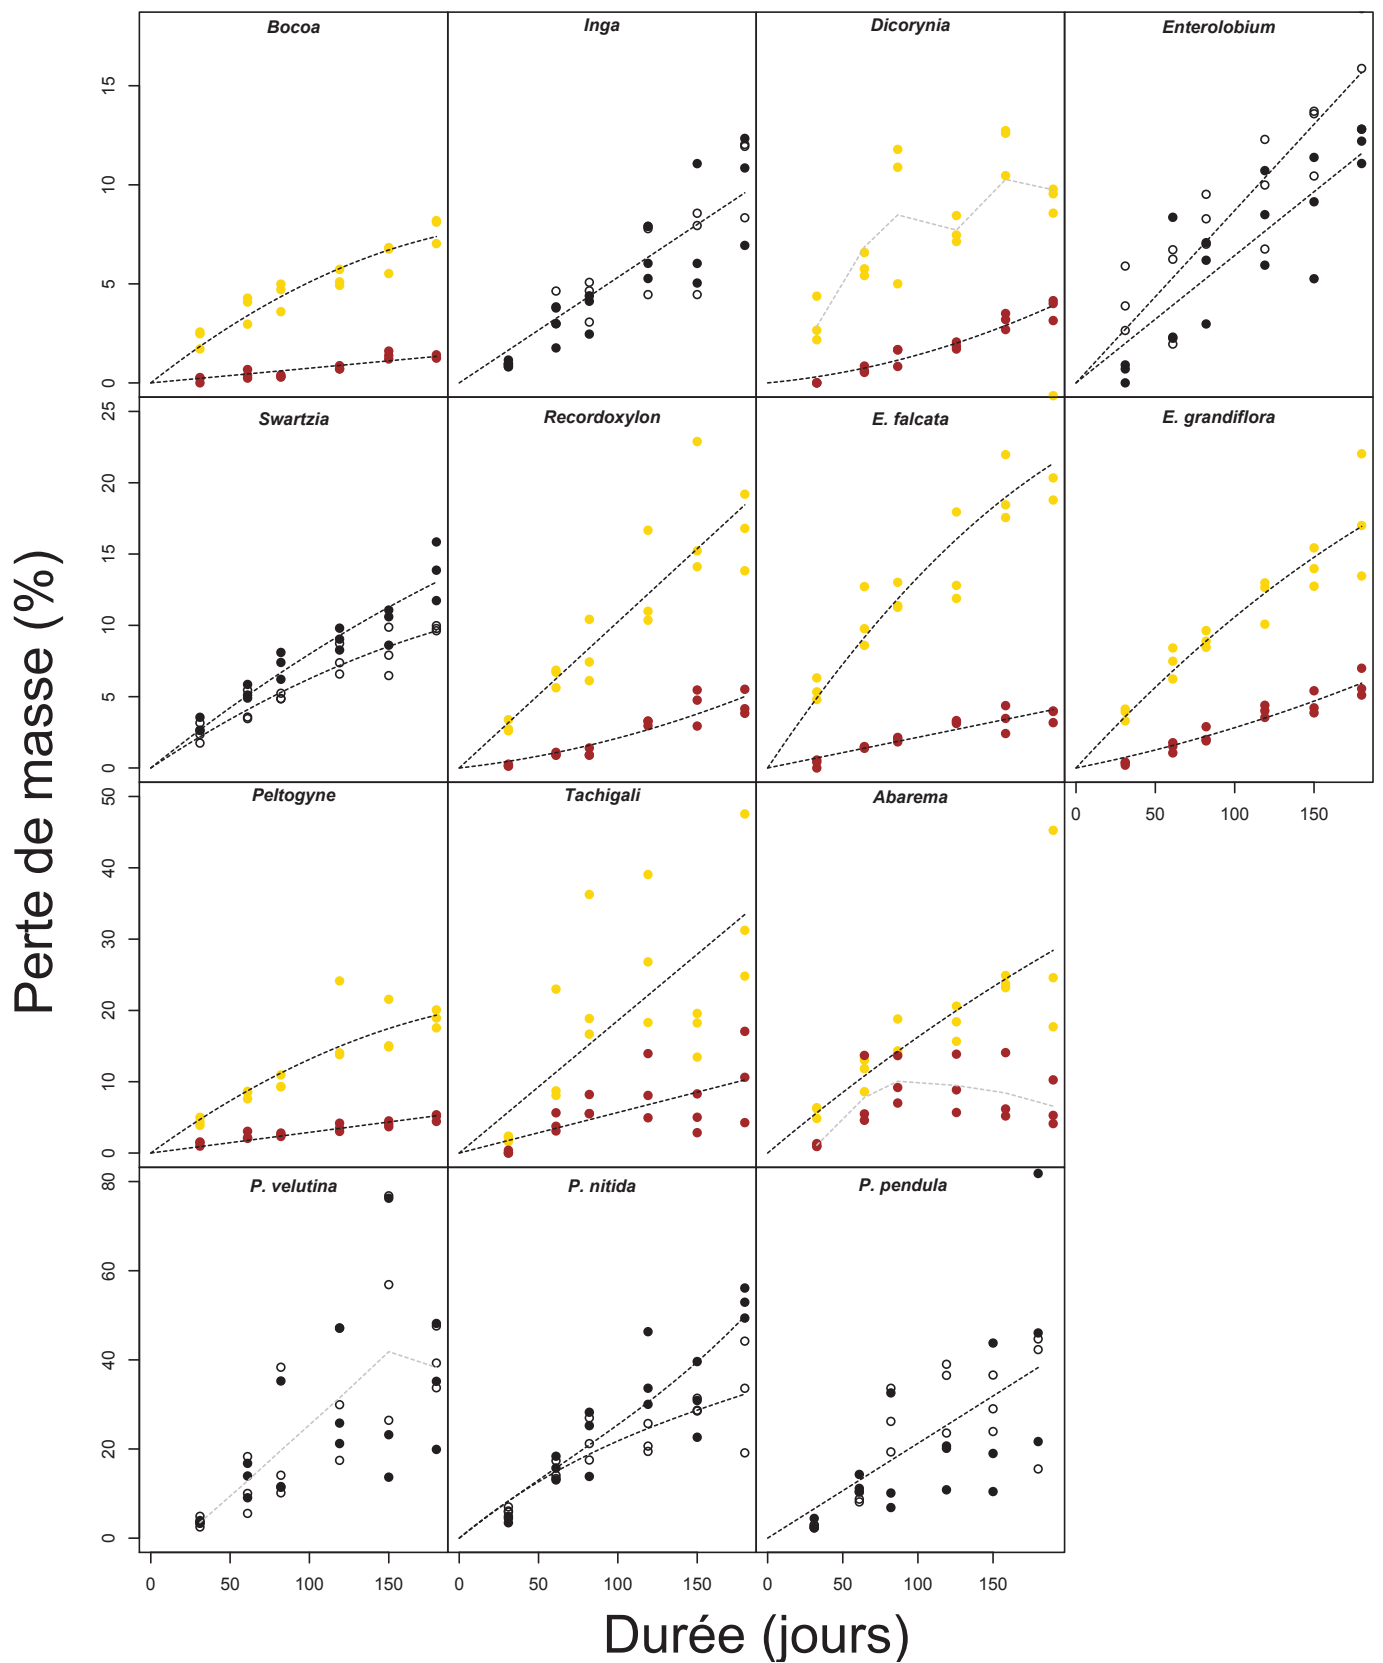 Bocoa Inga Dicorynia Enterolobium
15
10
5
0
Swartzia Recordoxylon E. falcata E. grandiflora
25
20
15
10
5
0
0 50 100 150
Peltogyne Tachigali Abarema
50
40
30
20
10
0
P. velutina P. nitida P. pendula
80
60
40
20
0
0 50 100 150 0 50 100 150 0 50 100 150
Perte de masse (%)
Durée (jours)